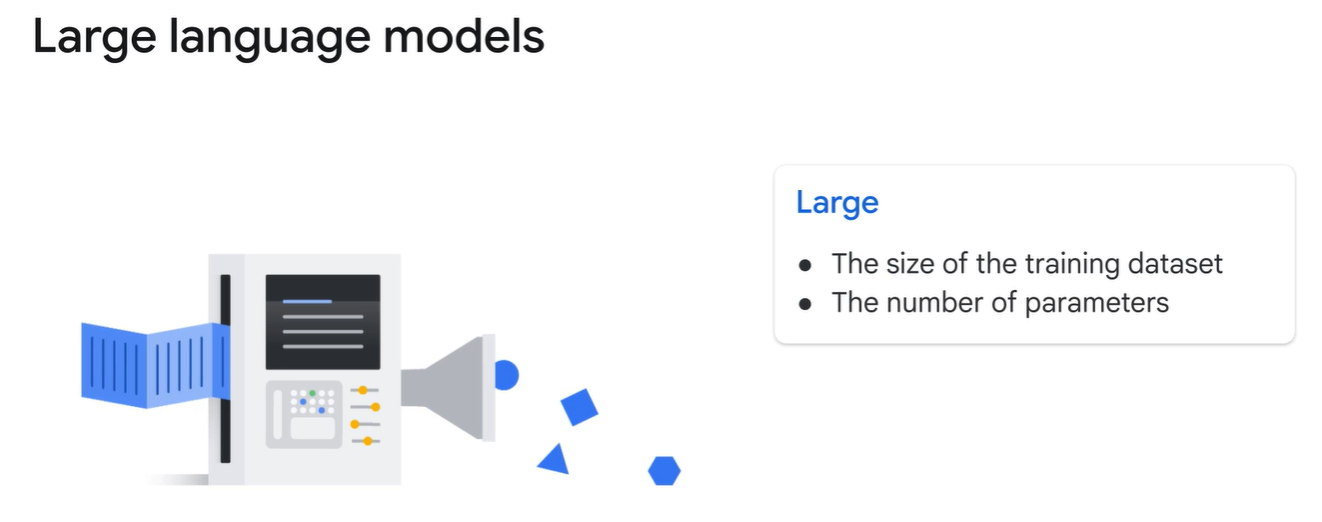 Large language models
Large
● The size of the training dataset
● The number of parameters